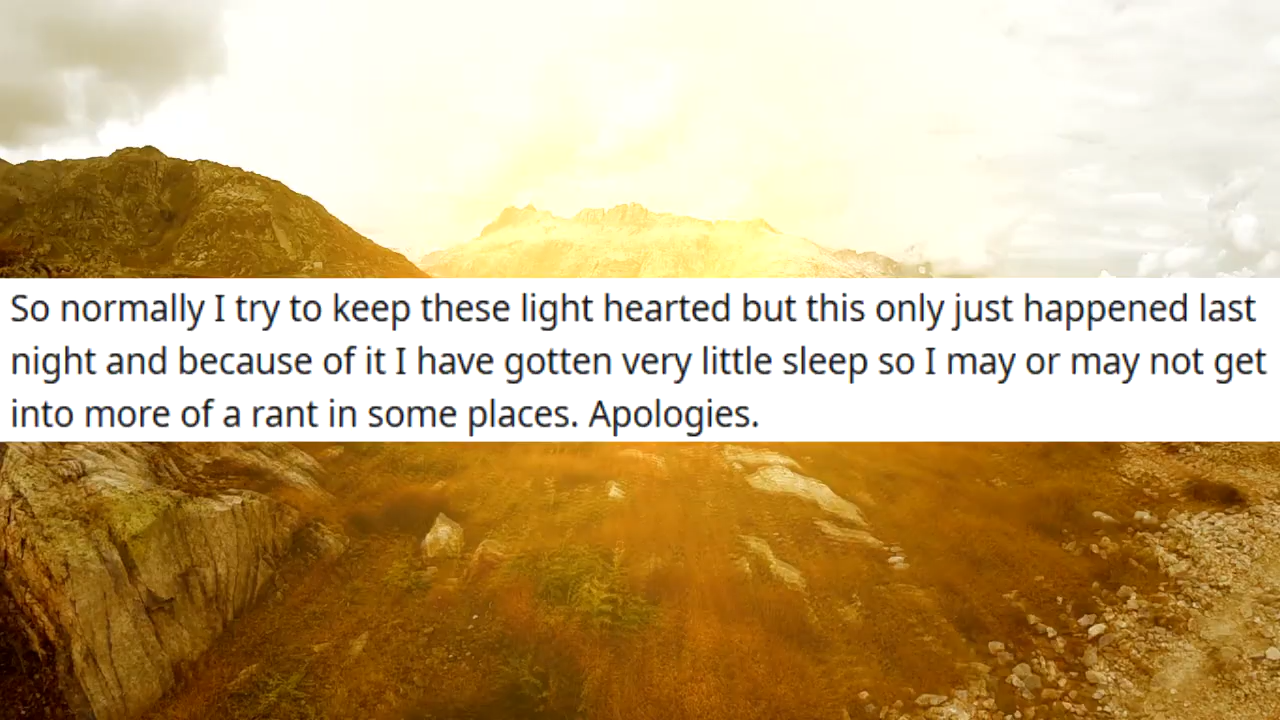 So normally I try to keep these light hearted but this only just happened last
night and because of it I have gotten very little sleep so I may or may not get
into more of a rant in some places. Apologies.